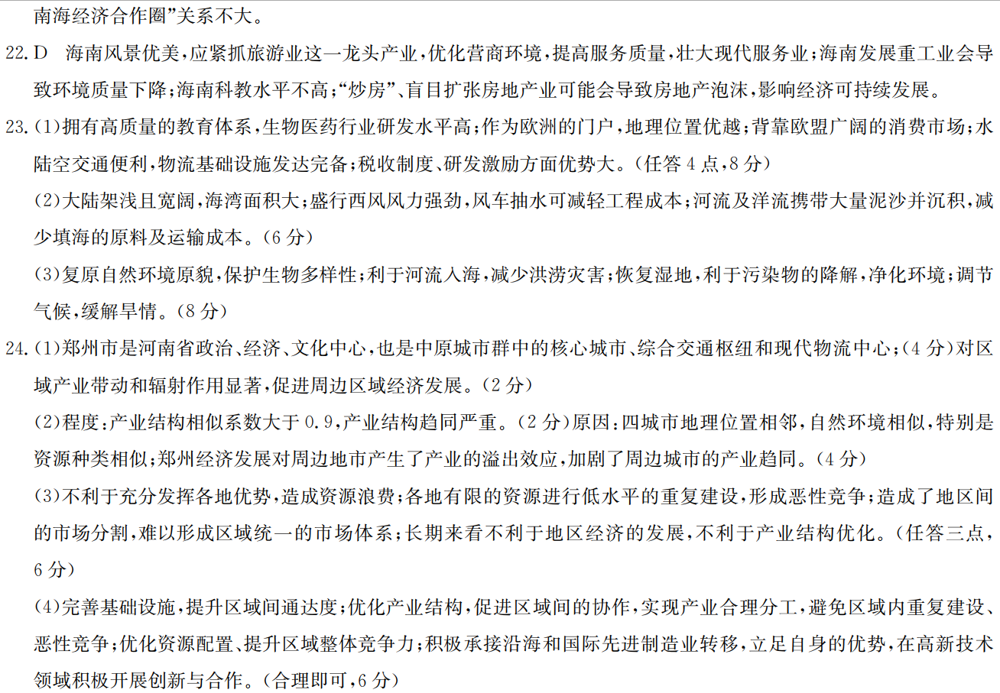 南海经济合作圈”关系不大。
22. D 海南风景优美,应紧抓旅游业这一龙头产业,优化营商环境,提高服务质量,壮大现代服务业;海南发展重工业会导
致环境质量下降;海南科教水平不高;“炒房”、盲目扩张房地产业可能会导致房地产泡沫,影响经济可持续发展。
23. (1)拥有高质量的教育体系,生物医药行业研发水平高;作为欧洲的门户,地理位置优越;背靠欧盟广阔的消费市场;水
陆空交通便利,物流基础设施发达完备;税收制度、研发激励方面优势大。(任答 4 点,8 分)
(2)大陆架浅且宽阔,海湾面积大;盛行西风风力强劲,风车抽水可减轻工程成本;河流及洋流携带大量泥沙并沉积,减
少填海的原料及运输成本。(6 分)
(3)复原自然环境原貌,保护生物多样性;利于河流入海,减少洪涝灾害;恢复湿地,利于污染物的降解,净化环境;调节
气候,缓解旱情。(8 分)
24. (1)郑州市是河南省政治、经济、文化中心,也是中原城市群中的核心城市、综合交通枢纽和现代物流中心;(4 分)对区
域产业带动和辐射作用显著,促进周边区域经济发展。(2 分)
(2)程度:产业结构相似系数大于 0.9,产业结构趋同严重。(2 分)原因:四城市地理位置相邻,自然环境相似,特别是
资源种类相似;郑州经济发展对周边地市产生了产业的溢出效应,加剧了周边城市的产业趋同。(4 分)
(3)不利于充分发挥各地优势,造成资源浪费;各地有限的资源进行低水平的重复建设,形成恶性竞争;造成了地区间
的市场分割,难以形成区域统一的市场体系;长期来看不利于地区经济的发展,不利于产业结构优化。(任答三点,
6 分)
(4)完善基础设施,提升区域间通达度;优化产业结构,促进区域间的协作,实现产业合理分工,避免区域内重复建设、
恶性竞争;优化资源配置、提升区域整体竞争力;积极承接沿海和国际先进制造业转移,立足自身的优势,在高新技术
领域积极开展创新与合作。(合理即可,6 分)